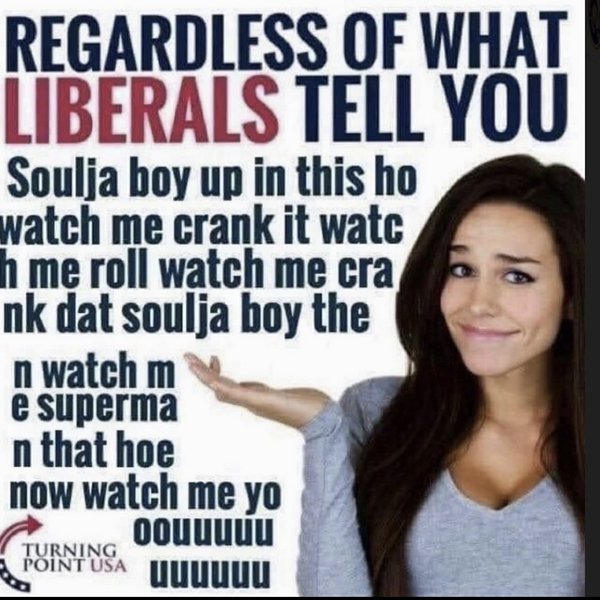 REGARDLESS OF WHAT
LIBERALS TELL YOU
Soulja boy up in this ho
watch me crank it watc
h me roll watch me cra
nk dat soulja boy the
n watch m
e superma
n that hoe
now watch me yo
oouuuuu
uuuuuu
TURNING
POINT USA